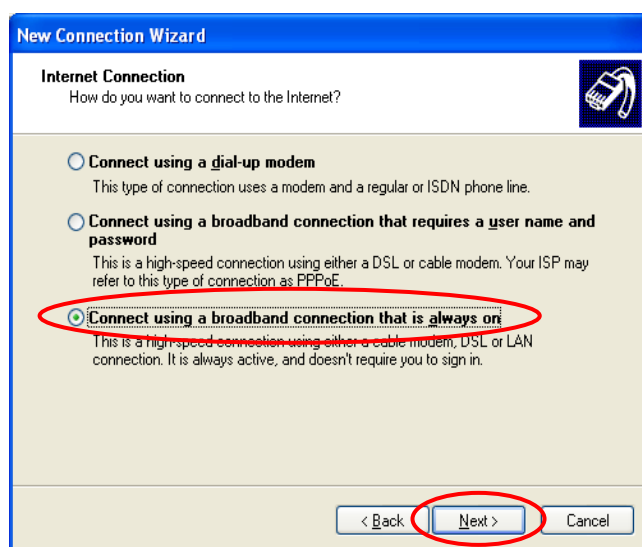 New Connection Wizard
Internet Connection
How do you want to connect to the Internet?
Connect using a dial-up modem
This type of connection uses a modem and a regular or ISDN phone line.
Connect using a broadband connection that requires a user name and
password
This is a high-speed connection using either a DSL or cable modem. Your ISP may
refer to this type of connection as PPPoE.
Connect using a broadband connection that is always on
This is a high-speed connection using either a cable modem, DSL or LAN
connection. It is always active, and doesn't require you to sign in.
< Back
Next >
Cancel